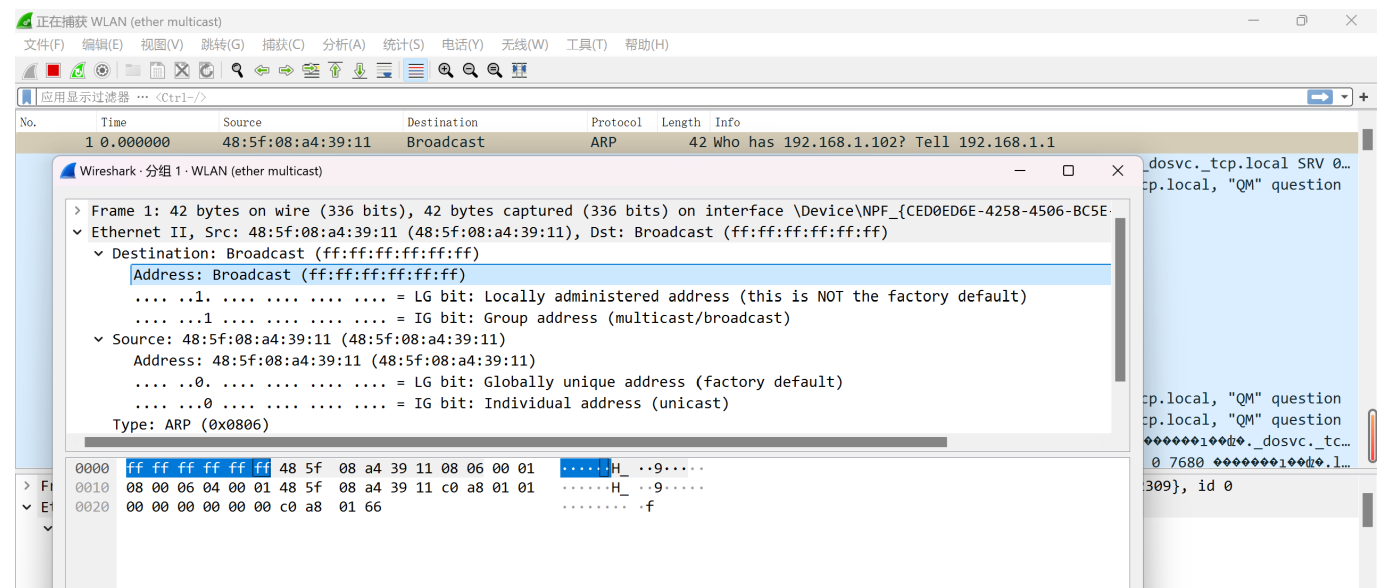 正在捕获 WLAN (ether multicast)
文件(F) 编辑(E) 视图(V) 跳转(G) 捕获(C) 分析(A) 统计(S) 电话(Y) 无线(W) 工具(T) 帮助(H)
应用显示过滤器 … <Ctrl-/>
No. Time Source Destination Protocol Length Info
1 0.000000 48:5f:08:a4:39:11 Broadcast ARP 42 Who has 192.168.1.102? Tell 192.168.1.1
_dosvc._tcp.local SRV 0…
Wireshark · 分组 1 · WLAN (ether multicast)
cp.local, "QM" question
Frame 1: 42 bytes on wire (336 bits), 42 bytes captured (336 bits) on interface \Device\NPF_{CED0ED6E-4258-4506-BC5E-
Ethernet II, Src: 48:5f:08:a4:39:11 (48:5f:08:a4:39:11), Dst: Broadcast (ff:ff:ff:ff:ff:ff)
Destination: Broadcast (ff:ff:ff:ff:ff:ff)
Address: Broadcast (ff:ff:ff:ff:ff:ff)
.... ..1. .... .... .... .... = LG bit: Locally administered address (this is NOT the factory default)
.... ...1 .... .... .... .... = IG bit: Group address (multicast/broadcast)
Source: 48:5f:08:a4:39:11 (48:5f:08:a4:39:11)
Address: 48:5f:08:a4:39:11 (48:5f:08:a4:39:11)
.... ..0. .... .... .... .... = LG bit: Globally unique address (factory default)
.... ...0 .... .... .... .... = IG bit: Individual address (unicast)
Type: ARP (0x0806)
cp.local, "QM" question
cp.local, "QM" question
._dosvc._tc…
0 7680
0000 ff ff ff ff ff ff 48 5f 08 a4 39 11 08 06 00 01 ······H_ ··9·····
0010 08 00 06 04 00 01 48 5f 08 a4 39 11 c0 a8 01 01 ······H_ ··9·····
0020 00 00 00 00 00 00 c0 a8 01 66 ········ ·f
Fr
2309}, id 0
Et